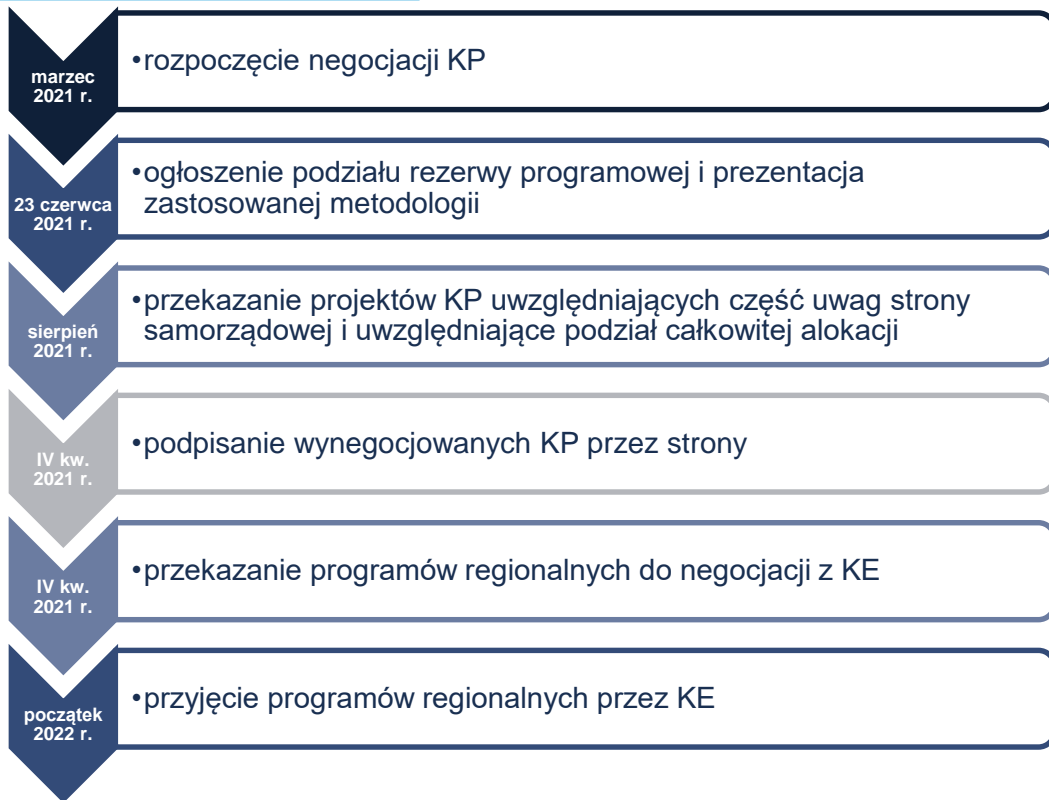 marzec
2021 r.
•rozpoczęcie negocjacji KP
23 czerwca
2021 r.
•ogłoszenie podziału rezerwy programowej i prezentacja
zastosowanej metodologii
sierpień
2021 r.
•przekazanie projektów KP uwzględniających część uwag strony
samorządowej i uwzględniające podział całkowitej alokacji
IV kw.
2021 r.
•podpisanie wynegocjowanych KP przez strony
IV kw.
2021 r.
•przekazanie programów regionalnych do negocjacji z KE
początek
2022 r.
•przyjęcie programów regionalnych przez KE